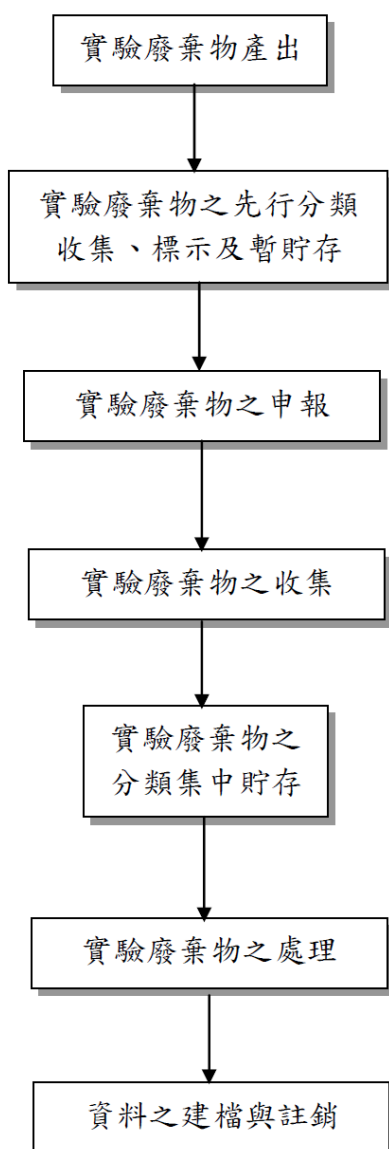 實驗廢棄物產出
實驗廢棄物之先行分類
收集、標示及暫貯存
實驗廢棄物之申報
實驗廢棄物之收集
實驗廢棄物之
分類集中貯存
實驗廢棄物之處理
資料之建檔與註銷